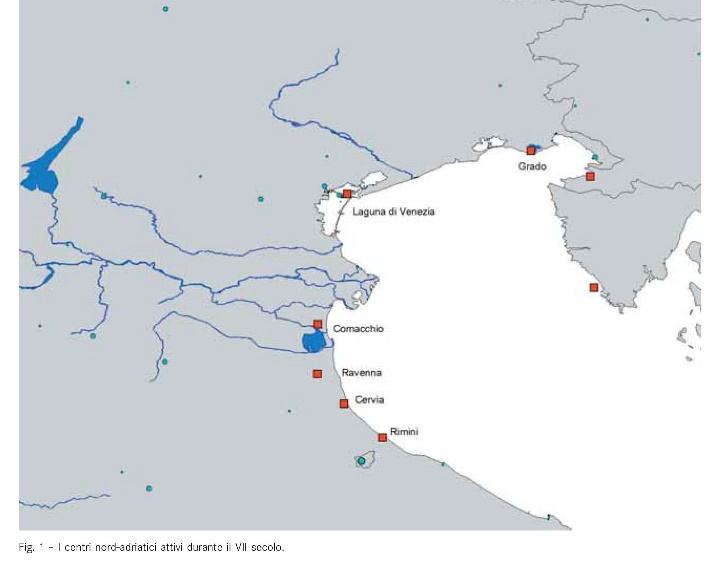 Grado
Laguna di Venezia
Comacchio
Ravenna
Cervia
Rimini
Fig. 1 – I centri nord-adriatici attivi durante il VII secolo.